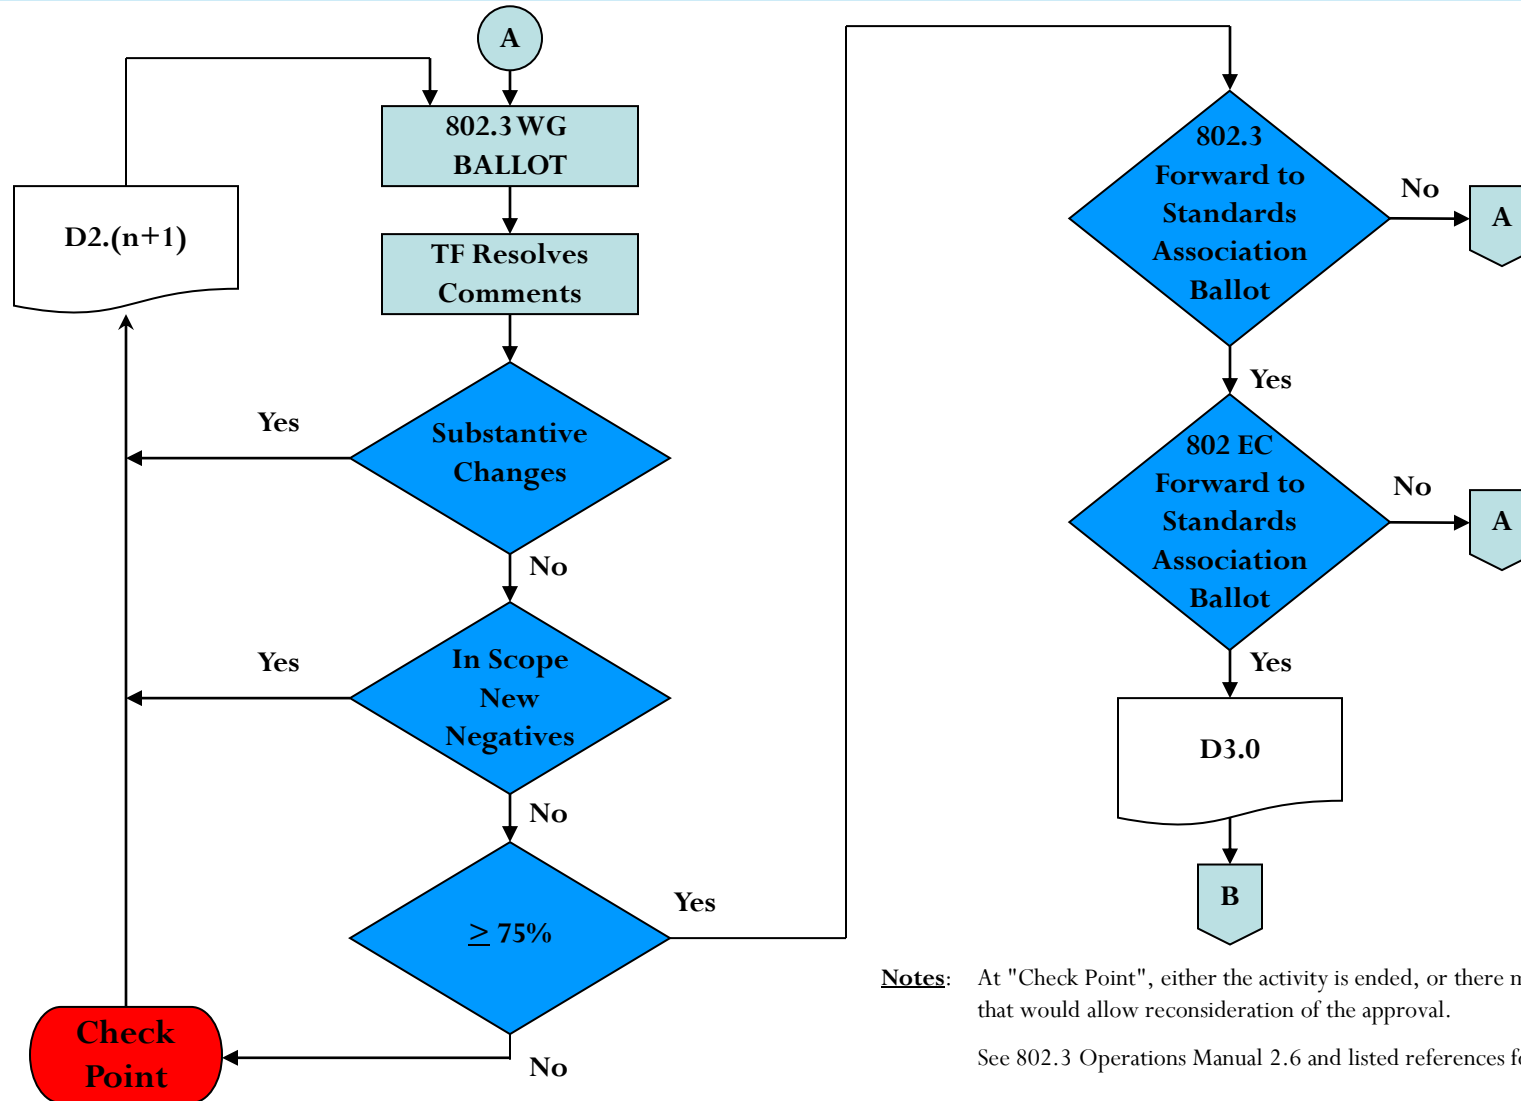 A
802.3 WG
BALLOT
D2.(n+1)
TF Resolves
Comments
Yes
Substantive
Changes
No
Yes
In Scope
New
Negatives
No
≥ 75%
Yes
Check
Point
No
802.3
Forward to
Standards
Association
Ballot
No
A
Yes
802 EC
Forward to
Standards
Association
Ballot
No
A
Yes
D3.0
B
Notes: At "Check Point", either the activity is ended, or there
that would allow reconsideration of the approval.
See 802.3 Operations Manual 2.6 and listed references